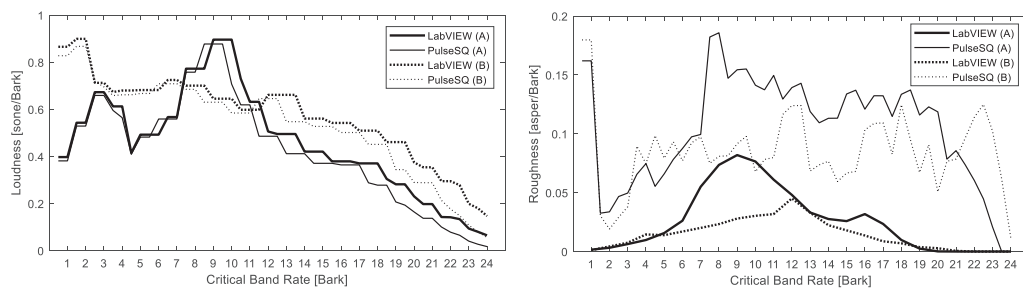 1
0.8
0.6
0.4
0.2
0
Loudness [sone/Bark]
LabVIEW (A)
PulseSQ (A)
LabVIEW (B)
PulseSQ (B)
1 2 3 4 5 6 7 8 9 10 11 12 13 14 15 16 17 18 19 20 21 22 23 24
Critical Band Rate [Bark]
0.2
0.15
0.1
0.05
0
Roughness [asper/Bark]
LabVIEW (A)
PulseSQ (A)
LabVIEW (B)
PulseSQ (B)
1 2 3 4 5 6 7 8 9 10 11 12 13 14 15 16 17 18 19 20 21 22 23 24
Critical Band Rate [Bark]